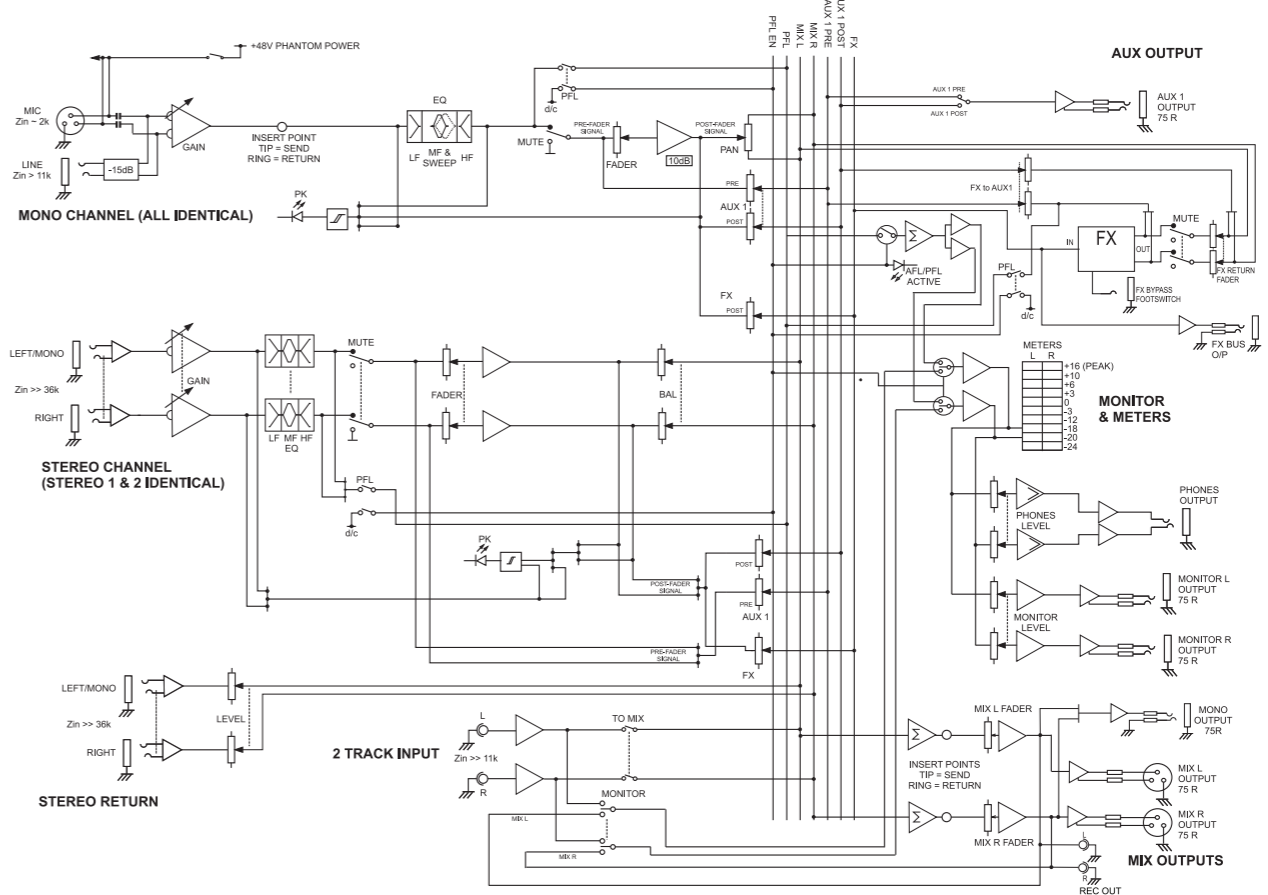 PFL EN
PFL
MIX L
MIX R
AUX 1 PRE
AUX 1 POST
FX
+48V PHANTOM POWER
MIC
Zin ~ 2k
GAIN
INSERT POINT
TIP = SEND
RING = RETURN
EQ
LF
MF &
SWEEP
HF
d/c
PFL
MUTE
PRE-FADER
SIGNAL
FADER
10dB
POST-FADER
SIGNAL
PAN
LINE
Zin > 11k
-15dB
MONO CHANNEL (ALL IDENTICAL)
PK
PRE
AUX 1
POST
FX
POST
AUX OUTPUT
AUX 1 PRE
AUX 1 POST
AUX 1
OUTPUT
75 R
FX to AUX1
IN
FX
OUT
MUTE
FX RETURN
FADER
FX BYPASS
FOOTSWITCH
Σ
AFL/PFL
ACTIVE
PFL
d/c
FX BUS
O/P
LEFT/MONO
Zin >> 36k
RIGHT
GAIN
LF MF HF
EQ
MUTE
FADER
BAL
STEREO CHANNEL
(STEREO 1 & 2 IDENTICAL)
PFL
d/c
PK
POST-FADER
SIGNAL
POST
PRE
AUX 1
PRE-FADER
SIGNAL
FX
METERS
L R
+16 (PEAK)
+10
+6
+3
0
-3
-12
-18
-20
-24
MONITOR
& METERS
PHONES
LEVEL
PHONES
OUTPUT
MONITOR
LEVEL
MONITOR L
OUTPUT
75 R
MONITOR R
OUTPUT
75 R
LEFT/MONO
Zin >> 36k
RIGHT
LEVEL
STEREO RETURN
2 TRACK INPUT
L
Zin >> 11k
R
TO MIX
MONITOR
MIX L
MIX R
Σ
INSERT POINTS
TIP = SEND
RING = RETURN
Σ
MIX L FADER
MIX R FADER
MONO
OUTPUT
75R
MIX L
OUTPUT
75 R
MIX R
OUTPUT
75 R
L
R
REC OUT
MIX OUTPUTS